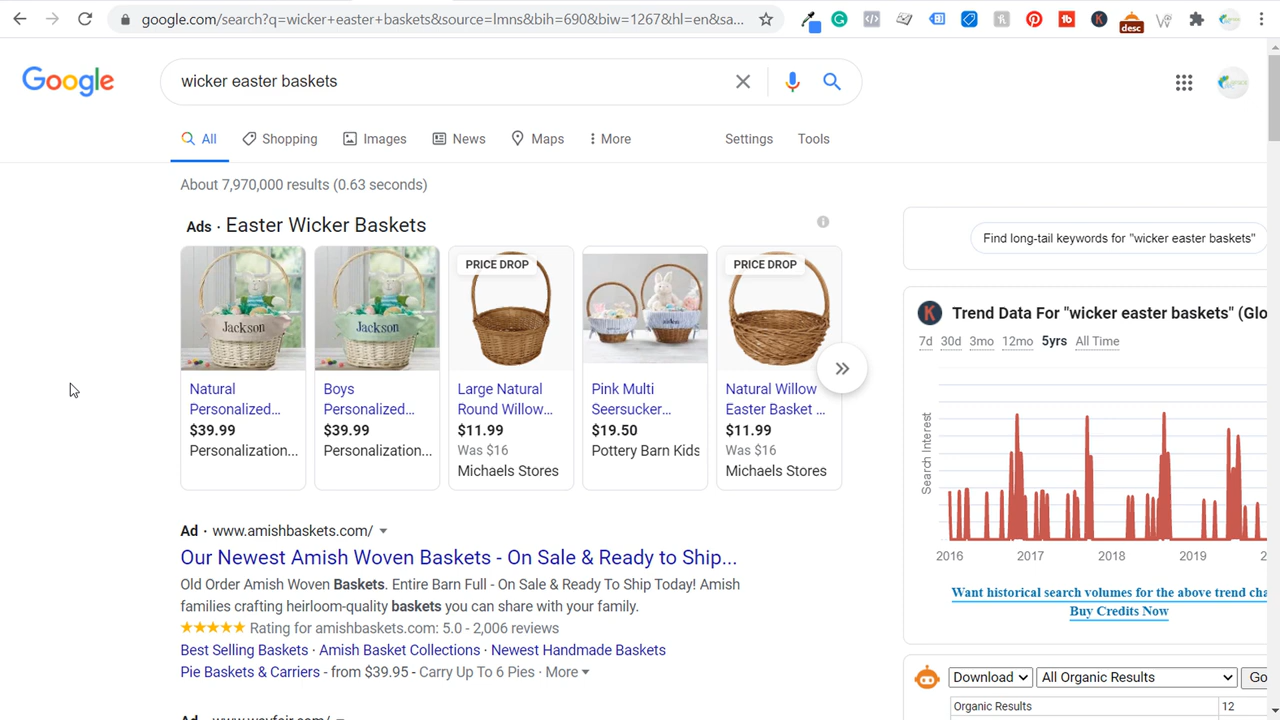 google.com/search?q=wicker+easter+baskets&source=lmns&bih=690&biw=1267&hl=en&sa...
desc
Google
wicker easter baskets
All
Shopping
Images
News
Maps
More
Settings
Tools
About 7,970,000 results (0.63 seconds)
Ads · Easter Wicker Baskets
Jackson
Natural
Personalized...
$39.99
Personalization...
Jackson
Boys
Personalized...
$39.99
Personalization...
PRICE DROP
Large Natural
Round Willow...
$11.99
Was $16
Michaels Stores
Pink Multi
Seersucker...
$19.50
Pottery Barn Kids
PRICE DROP
Natural Willow
Easter Basket ...
$11.99
Was $16
Michaels Stores
Ad · www.amishbaskets.com/
Our Newest Amish Woven Baskets - On Sale & Ready to Ship...
Old Order Amish Woven Baskets. Entire Barn Full - On Sale & Ready To Ship Today! Amish
families crafting heirloom-quality baskets you can share with your family.
Rating for amishbaskets.com: 5.0 - 2,006 reviews
Best Selling Baskets · Amish Basket Collections · Newest Handmade Baskets
Pie Baskets & Carriers - from $39.95 - Carry Up To 6 Pies · More
Ad · www.wayfair.com/
Find long-tail keywords for "wicker easter baskets"
K Trend Data For "wicker easter baskets" (Glo
7d 30d 3mo 12mo 5yrs All Time
Search Interest
2016 2017 2018 2019 2
Want historical search volumes for the above trend cha
Buy Credits Now
Download All Organic Results Go
Organic Results 12